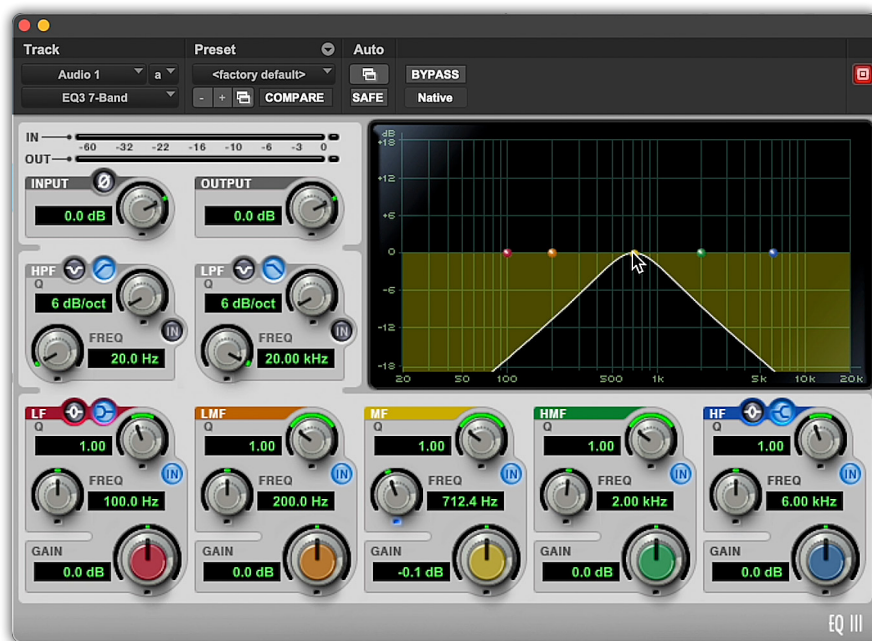 Track Preset Auto
Audio 1 a <factory default> BYPASS
EQ3 7-Band - + COMPARE SAFE Native
IN
-60 -32 -22 -16 -10 -6 -3 0
OUT
INPUT Ø OUTPUT
0.0 dB 0.0 dB
HPF LPF
Q Q
6 dB/oct 6 dB/oct
IN IN
FREQ FREQ
20.0 Hz 20.00 kHz
dB
+18
+12
+6
0
-6
-12
-18
20 50 100 500 1k 5k 10k 20k
LF LMF MF HMF HF
Q Q Q Q Q
1.00 1.00 1.00 1.00 1.00
IN IN IN IN IN
FREQ FREQ FREQ FREQ FREQ
100.0 Hz 200.0 Hz 712.4 Hz 2.00 kHz 6.00 kHz
GAIN GAIN GAIN GAIN GAIN
0.0 dB 0.0 dB -0.1 dB 0.0 dB 0.0 dB
EQ III